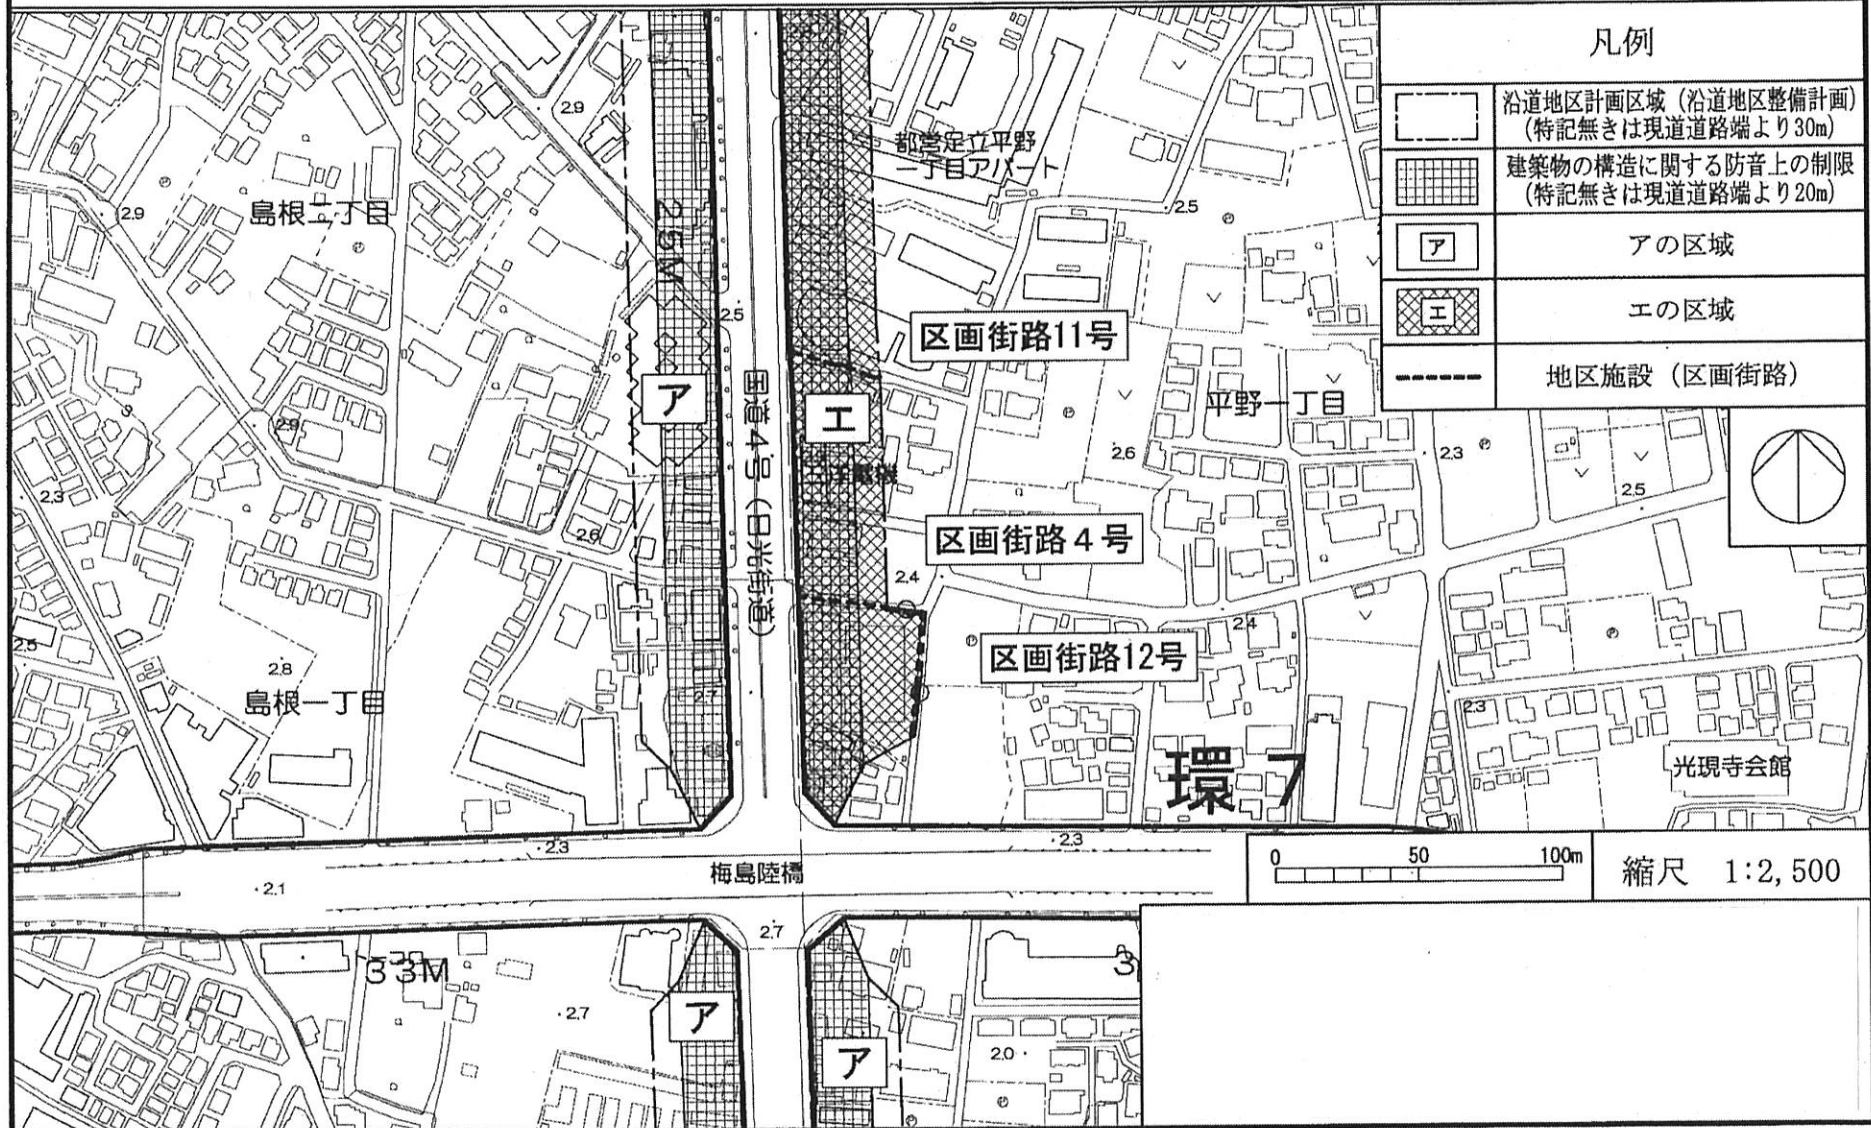 凡例
沿道地区計画区域（沿道地区整備計画）
（特記無きは現道道路端より30m）
建築物の構造に関する防音上の制限
（特記無きは現道道路端より20m）
ア
アの区域
エ
エの区域
地区施設（区画街路）
2.9
都営足立平野
一丁目アパート
2.9
島根二丁目
2.5
25M
2.5
区画街路11号
ア
国道4号（日光街道）
エ
平野一丁目
2.9
2.6
2.3
2.3
2.5
2.6
区画街路４号
2.4
2.4
2.5
2.8
区画街路12号
島根一丁目
2.7
2.3
環７
光現寺会館
2.3
2.3
0
50
100m
縮尺 1:2,500
梅島陸橋
2.1
2.7
33M
3
ア
2.7
ア
2.0